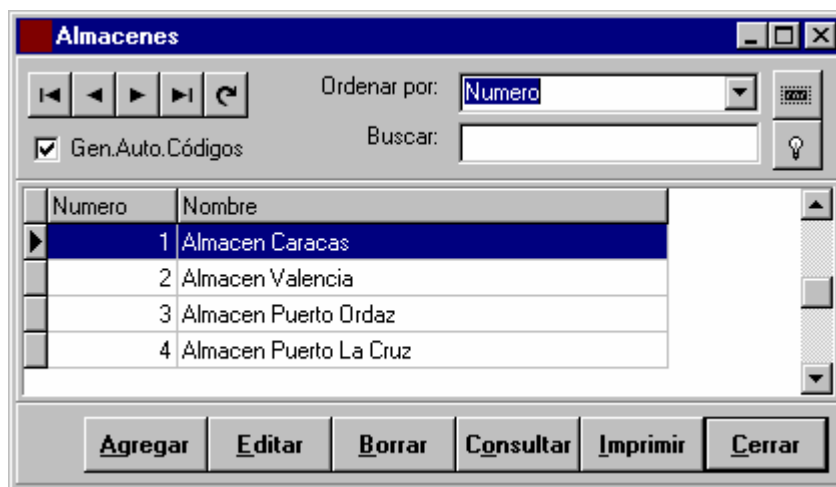 Almacenes
Ordenar por: Numero
Gen.Auto.Códigos Buscar:
Numero Nombre
1 Almacen Caracas
2 Almacen Valencia
3 Almacen Puerto Ordaz
4 Almacen Puerto La Cruz
Agregar Editar Borrar Consultar Imprimir Cerrar